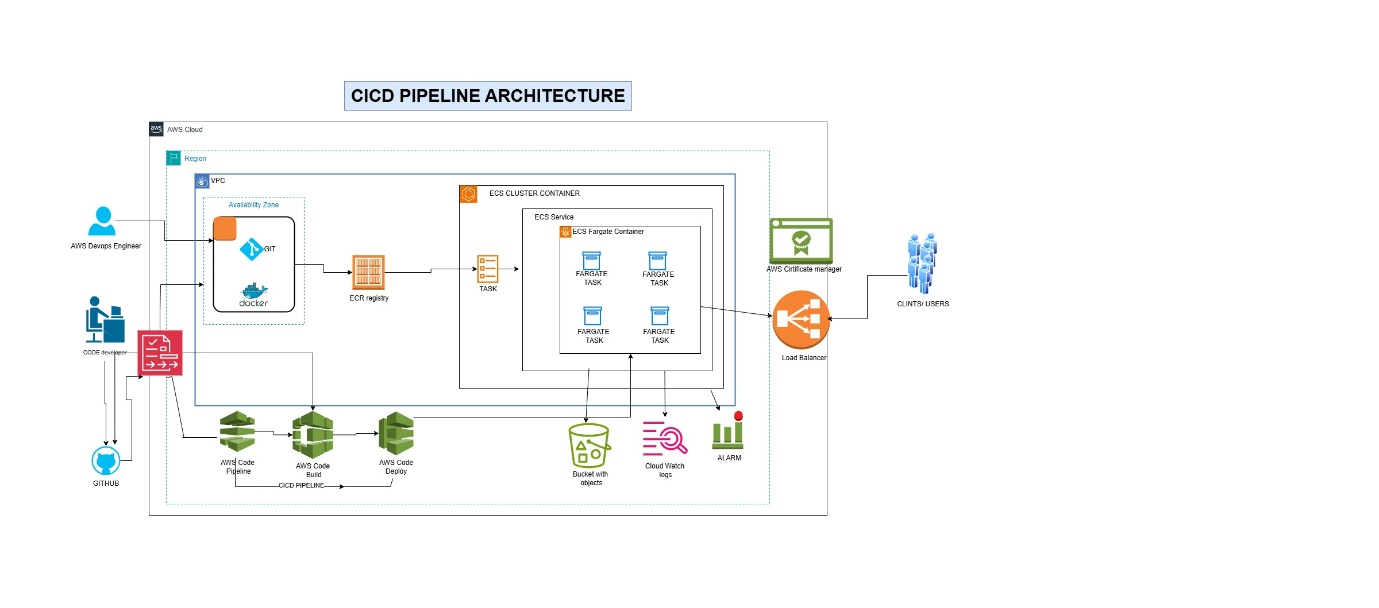 CICD PIPELINE ARCHITECTURE
aws
AWS Cloud
Region
VPC
ECS CLUSTER CONTAINER
Availability Zone
ECS Service
ECS Fargate Container
AWS Devops Engineer
GIT
docker
ECR registry
TASK
FARGATE
TASK
FARGATE
TASK
FARGATE
TASK
FARGATE
TASK
AWS Cirtificate manager
CLINTS/ USERS
CODE developer
Load Balancer
AWS Code
Pipeline
AWS Code
Build
AWS Code
Deploy
CICD PIPELINE
GITHUB
Bucket with
objects
Cloud Watch
logs
ALARM